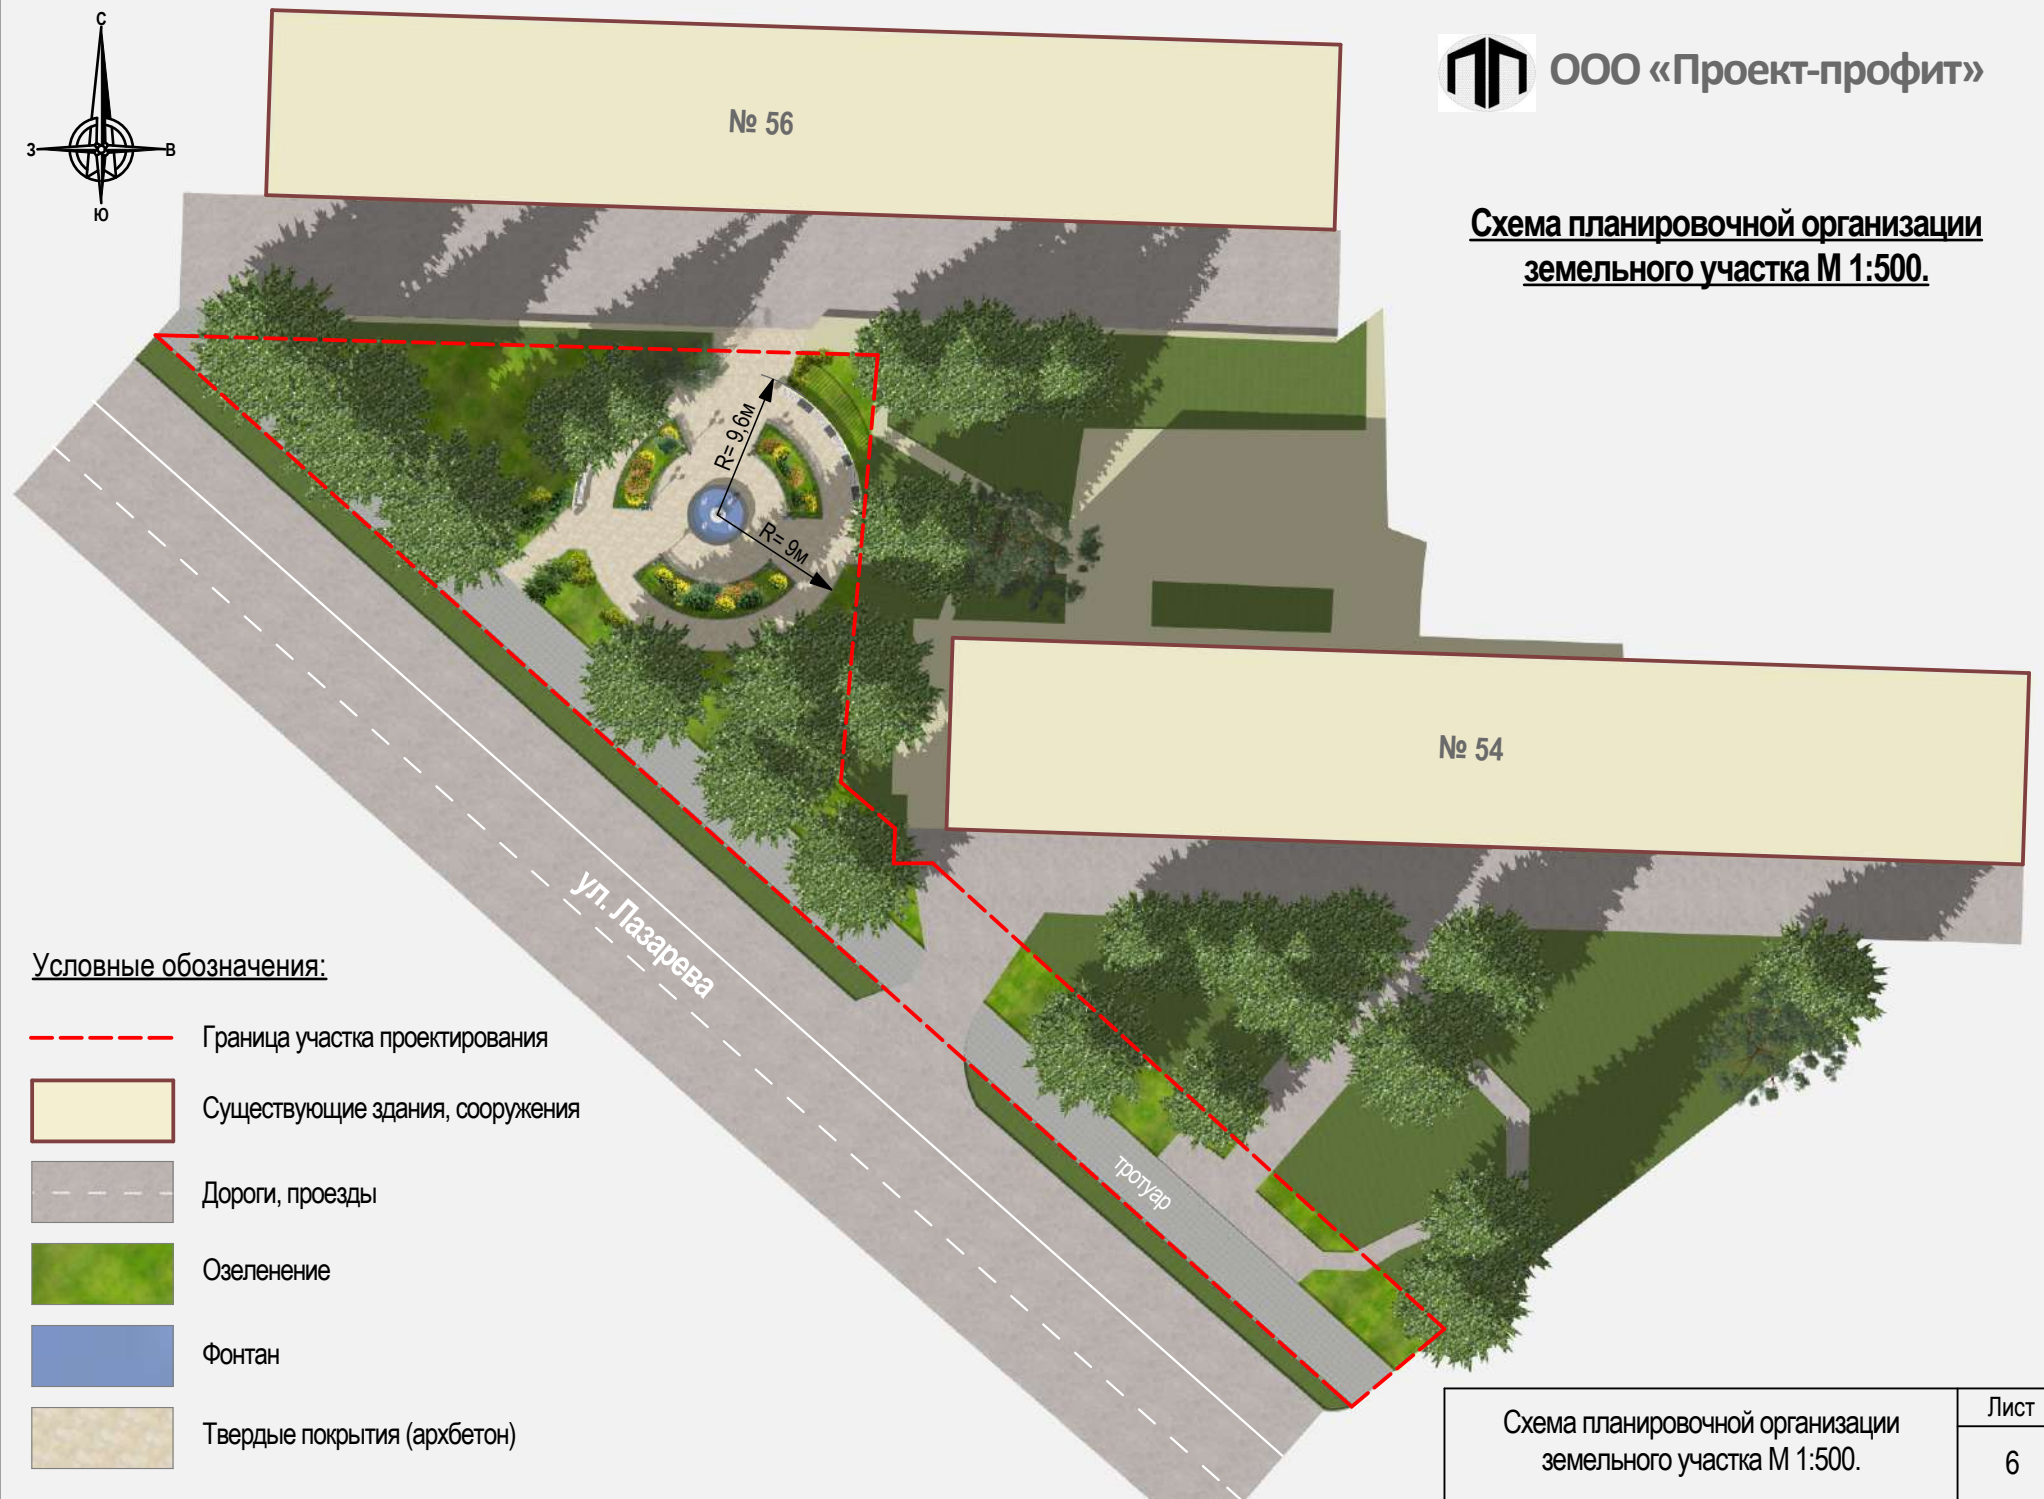 С
З
В
Ю
№ 56
ПП
ООО «Проект-профит»
Схема планировочной организации
земельного участка М 1:500.
R= 9,6м
R= 9м
№ 54
ул. Лазарева
тротуар
Условные обозначения:
Граница участка проектирования
Существующие здания, сооружения
Дороги, проезды
Озеленение
Фонтан
Твердые покрытия (архбетон)
Схема планировочной организации
земельного участка М 1:500.
Лист
6